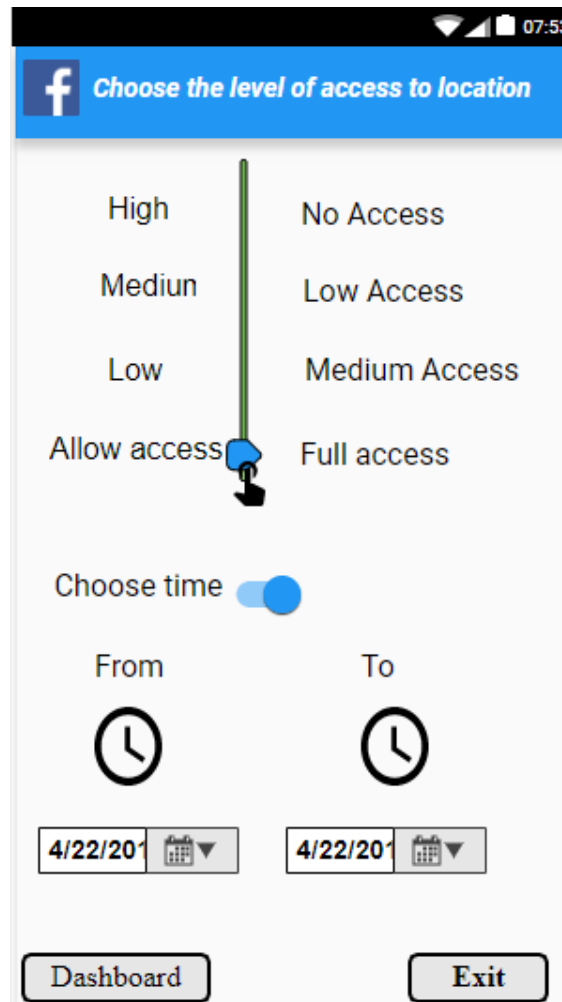 07:53
f Choose the level of access to location
High No Access
Mediun Low Access
Low Medium Access
Allow access Full access
Choose time
From To
4/22/201 4/22/201
Dashboard Exit